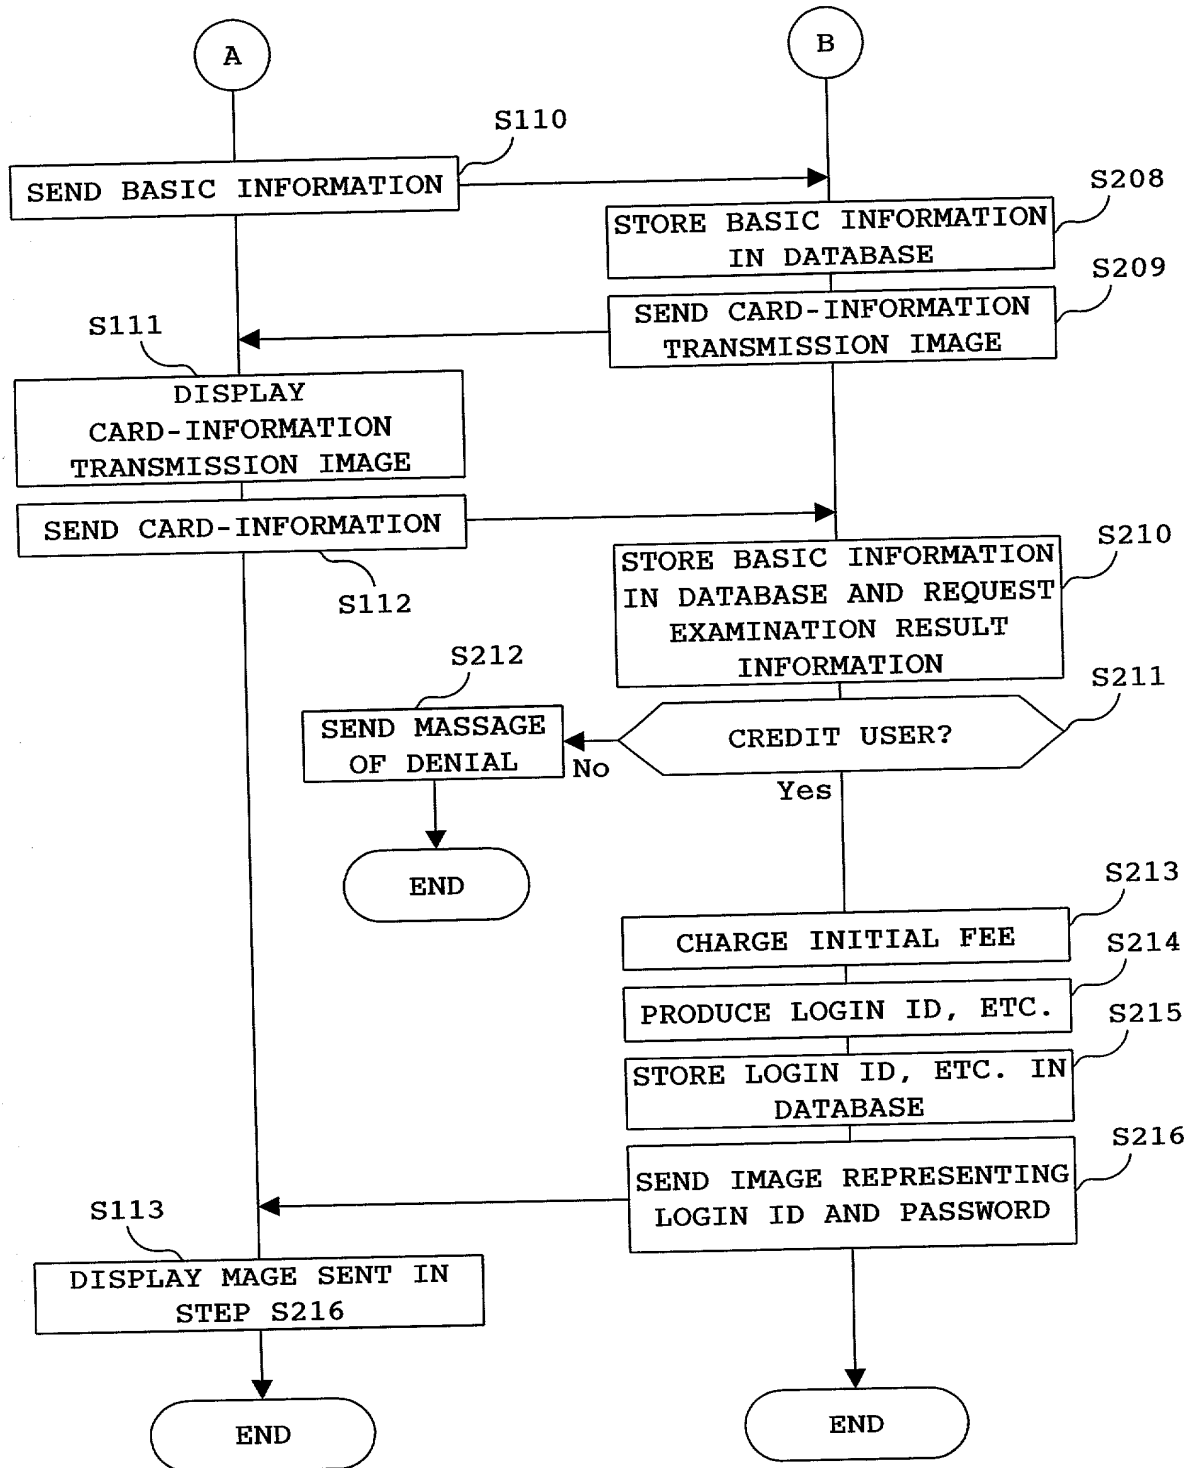 A
B
S110
SEND BASIC INFORMATION
S208
STORE BASIC INFORMATION
IN DATABASE
S209
SEND CARD-INFORMATION
TRANSMISSION IMAGE
S111
DISPLAY
CARD-INFORMATION
TRANSMISSION IMAGE
SEND CARD-INFORMATION
S112
S210
STORE BASIC INFORMATION
IN DATABASE AND REQUEST
EXAMINATION RESULT
INFORMATION
S212
SEND MASSAGE
OF DENIAL
S211
CREDIT USER?
No
Yes
END
S213
CHARGE INITIAL FEE
S214
PRODUCE LOGIN ID, ETC.
S215
STORE LOGIN ID, ETC. IN
DATABASE
S216
SEND IMAGE REPRESENTING
LOGIN ID AND PASSWORD
S113
DISPLAY MAGE SENT IN
STEP S216
END
END